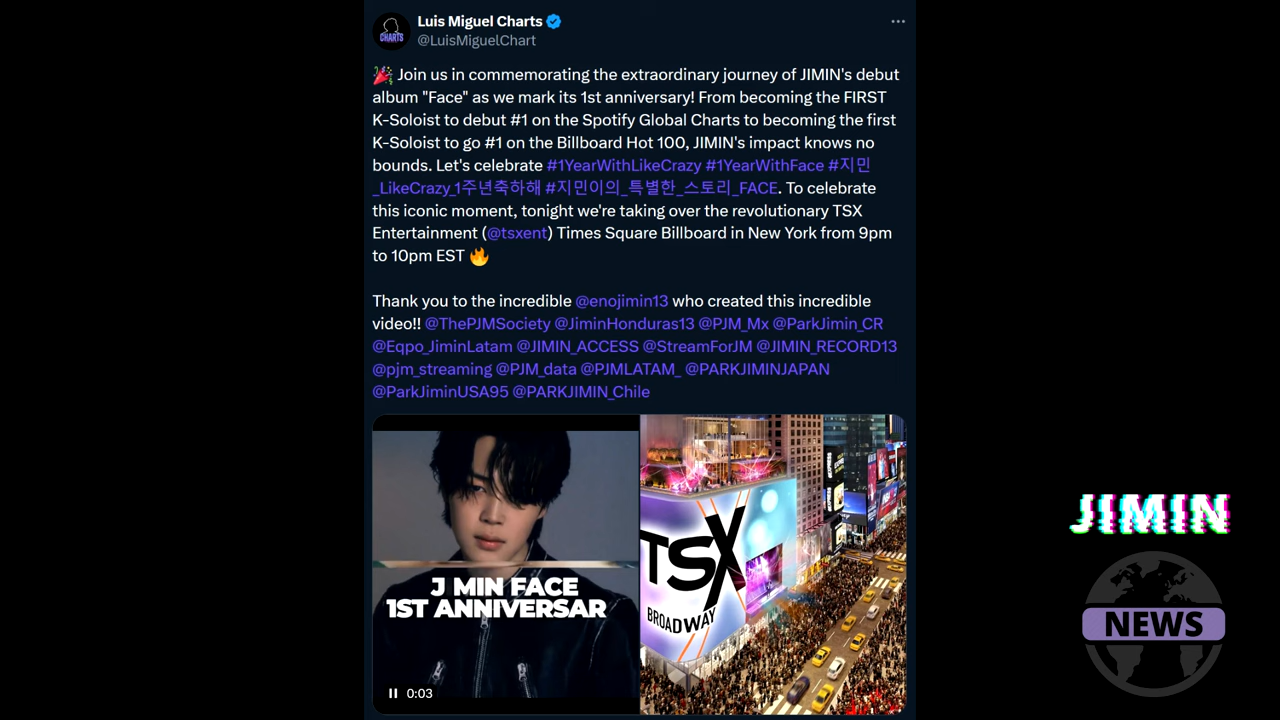 Luis Miguel Charts
@LuisMiguelChart
CHARTS
🎉 Join us in commemorating the extraordinary journey of JIMIN's debut
album "Face" as we mark its 1st anniversary! From becoming the FIRST
K-Soloist to debut #1 on the Spotify Global Charts to becoming the first
K-Soloist to go #1 on the Billboard Hot 100, JIMIN's impact knows no
bounds. Let's celebrate #1YearWithLikeCrazy #1YearWithFace #지민
_LikeCrazy_1주년축하해 #지민이의_특별한_스토리_FACE. To celebrate
this iconic moment, tonight we're taking over the revolutionary TSX
Entertainment (@tsxent) Times Square Billboard in New York from 9pm
to 10pm EST 🔥
Thank you to the incredible @enojimin13 who created this incredible
video!! @ThePJMSociety @JiminHonduras13 @PJM_Mx @ParkJimin_CR
@Eqpo_JiminLatam @JIMIN_ACCESS @StreamForJM @JIMIN_RECORD13
@pjm_streaming @PJM_data @PJMLATAM_ @PARKJIMINJAPAN
@ParkJiminUSA95 @PARKJIMIN_Chile
J MIN FACE
1ST ANNIVERSAR
0:03
TSX
BROADWAY
JIMIN
NEWS